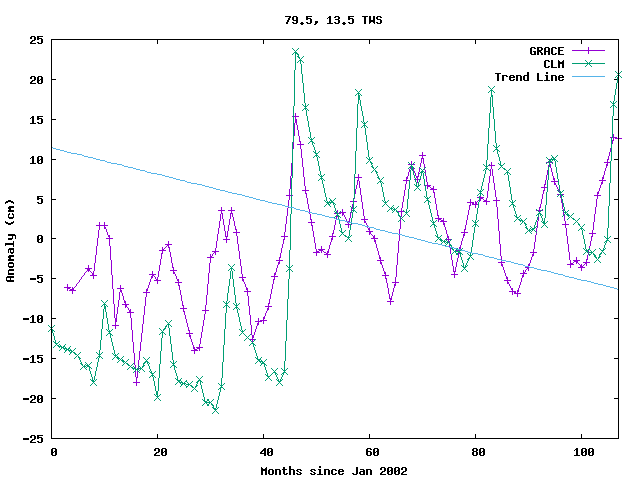 79.5, 13.5 TWS
GRACE
CLM
Trend Line
25
20
15
10
5
0
-5
-10
-15
-20
-25
Anomaly (cm)
0 20 40 60 80 100
Months since Jan 2002